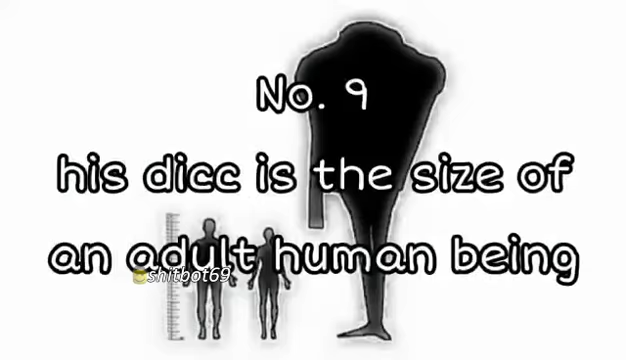 No. 9
his dicc is the size of
an adult human being
shitbot69